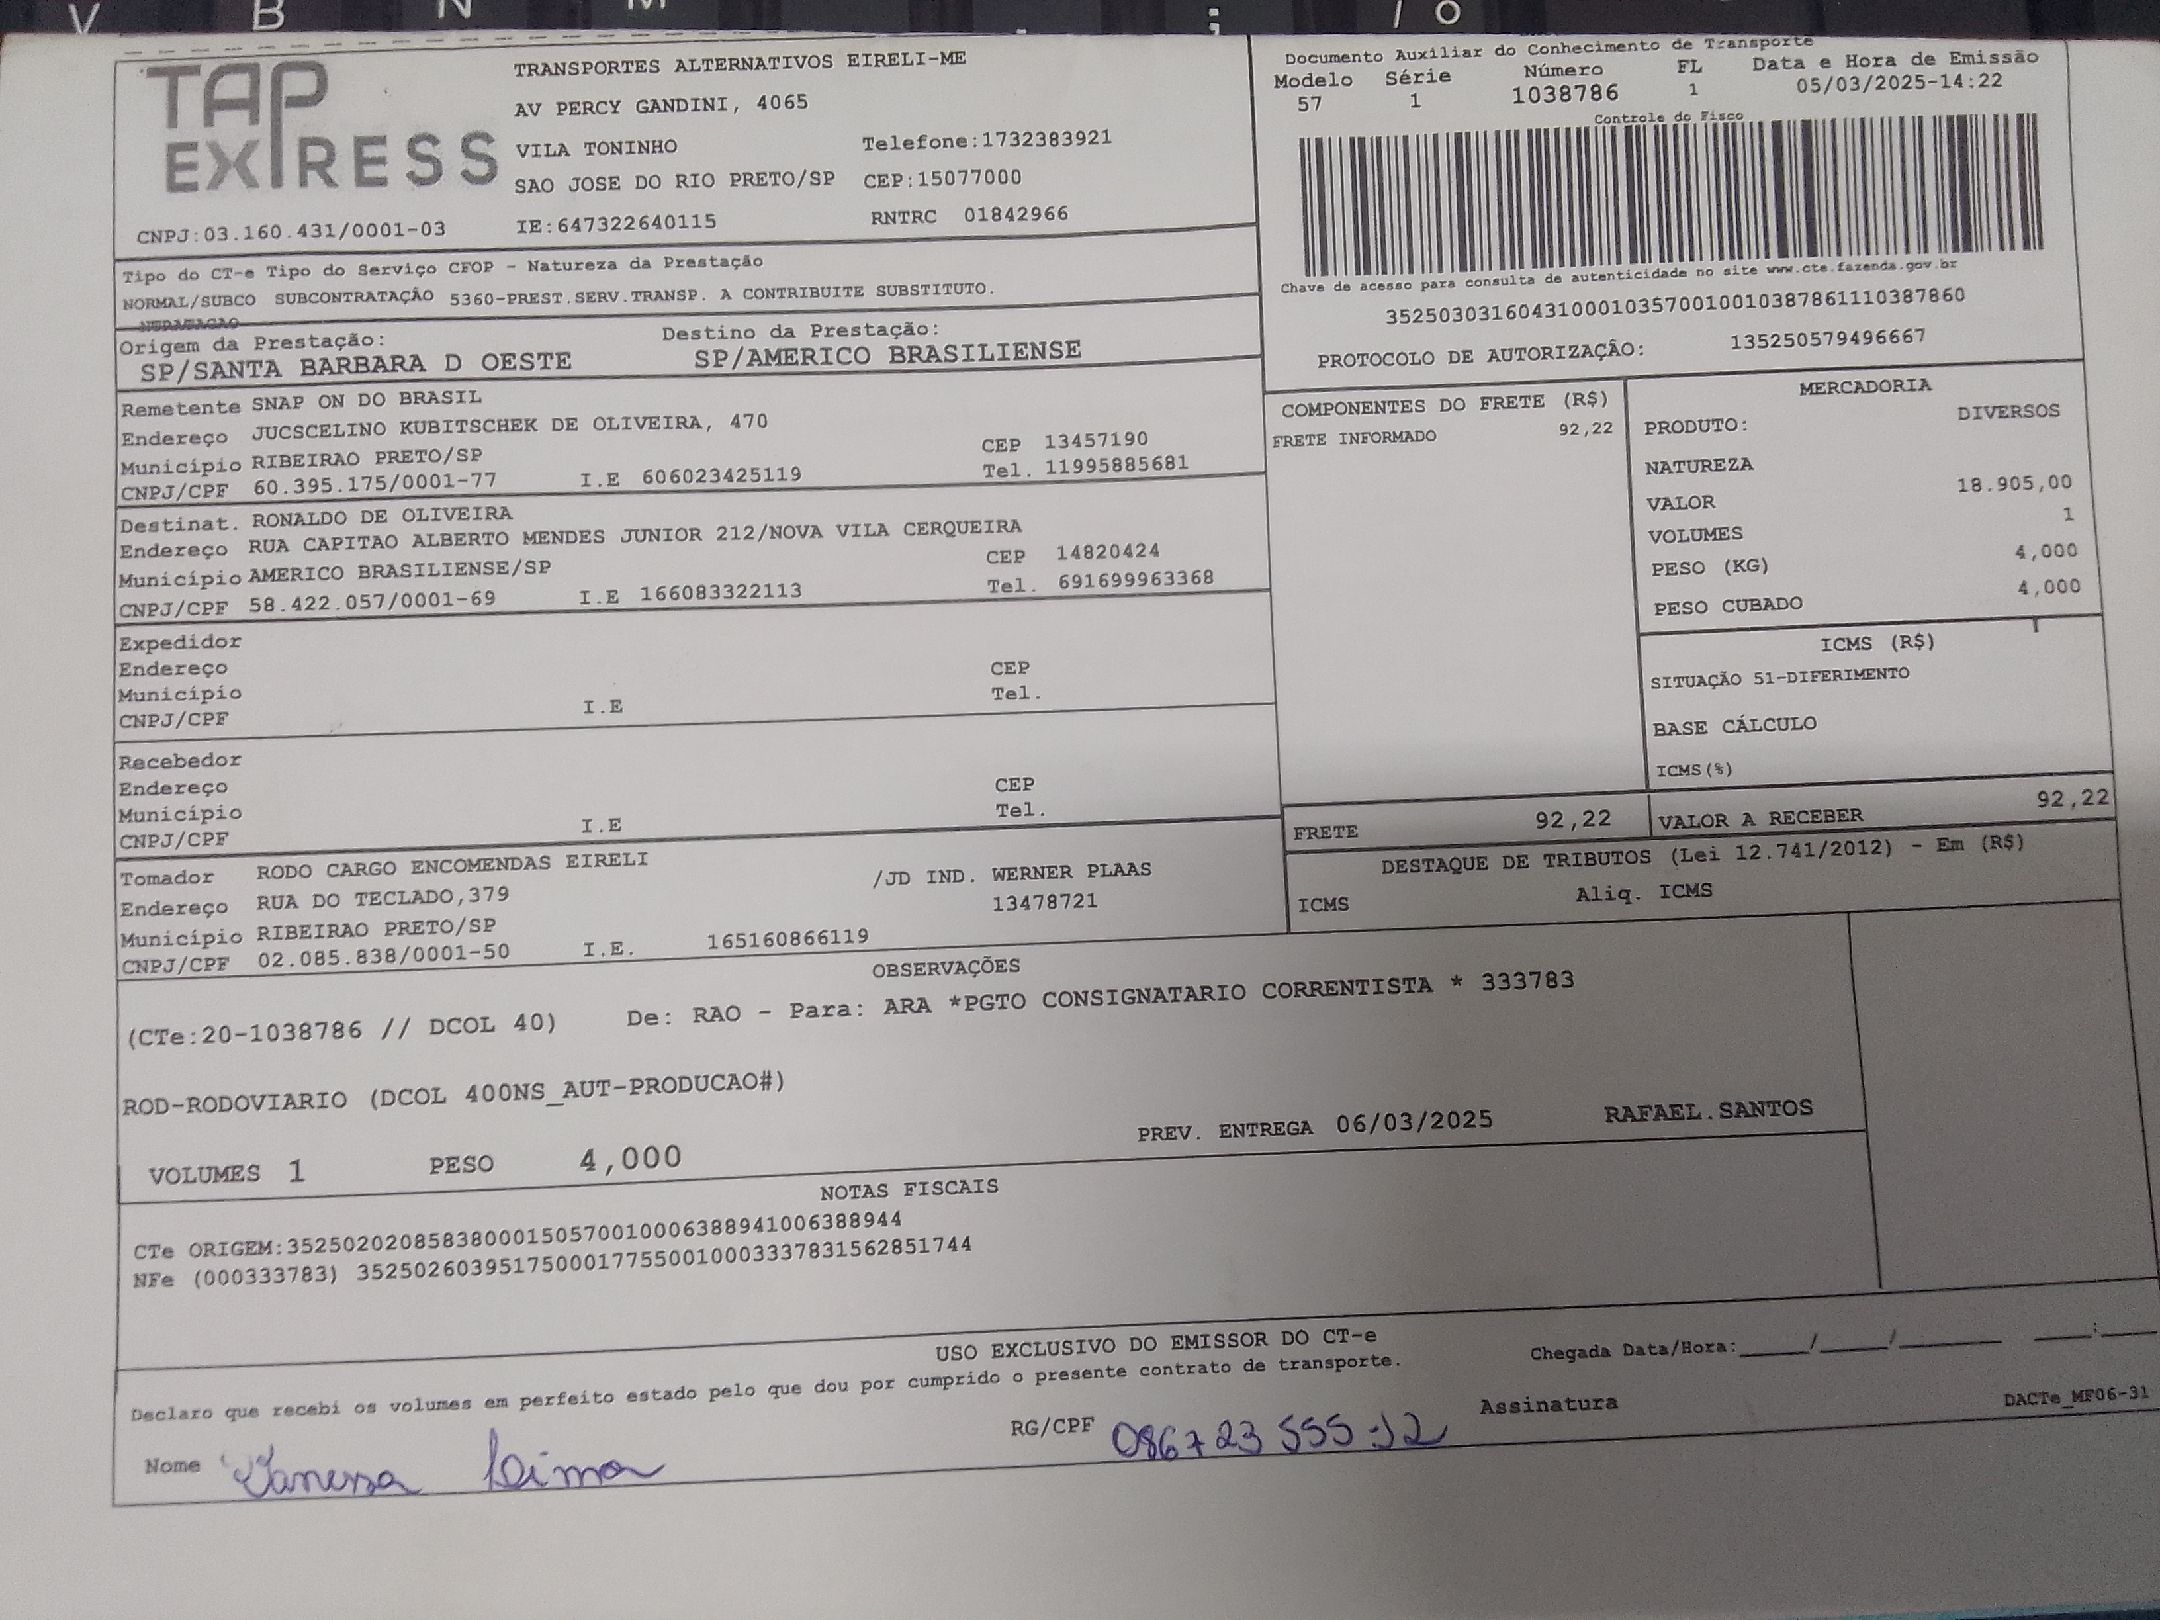 V B N M . ; / o
TAP EXPRESS
TRANSPORTES ALTERNATIVOS EIRELI-ME
AV PERCY GANDINI, 4065
VILA TONINHO Telefone:1732383921
SAO JOSE DO RIO PRETO/SP CEP:15077000
CNPJ:03.160.431/0001-03 IE:647322640115 RNTRC 01842966
Documento Auxiliar do Conhecimento de Transporte
Modelo Série Número FL Data e Hora de Emissão
57 1 1038786 1 05/03/2025-14:22
Controle do Fisco
Chave de acesso para consulta de autenticidade no site www.cte.fazenda.gov.br
35250303160431000103570010010387861110387860
PROTOCOLO DE AUTORIZAÇÃO: 135250579496667
Tipo do CT-e Tipo do Serviço CFOP - Natureza da Prestação
NORMAL/SUBCO SUBCONTRATAÇÃO 5360-PREST.SERV.TRANSP. A CONTRIBUITE SUBSTITUTO.
Origem da Prestação: Destino da Prestação:
SP/SANTA BARBARA D OESTE SP/AMERICO BRASILIENSE
Remetente SNAP ON DO BRASIL
Endereço JUCSCELINO KUBITSCHEK DE OLIVEIRA, 470
Município RIBEIRAO PRETO/SP CEP 13457190
CNPJ/CPF 60.395.175/0001-77 I.E 606023425119 Tel. 11995885681
Destinat. RONALDO DE OLIVEIRA
Endereço RUA CAPITAO ALBERTO MENDES JUNIOR 212/NOVA VILA CERQUEIRA
Município AMERICO BRASILIENSE/SP CEP 14820424
CNPJ/CPF 58.422.057/0001-69 I.E 166083322113 Tel. 691699963368
Expedidor
Endereço CEP
Município Tel.
CNPJ/CPF I.E
Recebedor
Endereço CEP
Município Tel.
CNPJ/CPF I.E
Tomador RODO CARGO ENCOMENDAS EIRELI
Endereço RUA DO TECLADO,379 /JD IND. WERNER PLAAS
Município RIBEIRAO PRETO/SP 13478721
CNPJ/CPF 02.085.838/0001-50 I.E. 165160866119
COMPONENTES DO FRETE (R$)
FRETE INFORMADO 92,22
MERCADORIA
PRODUTO: DIVERSOS
NATUREZA
VALOR 18.905,00
VOLUMES 1
PESO (KG) 4,000
PESO CUBADO 4,000
ICMS (R$)
SITUAÇÃO 51-DIFERIMENTO
BASE CÁLCULO
ICMS(%)
FRETE 92,22 VALOR A RECEBER 92,22
DESTAQUE DE TRIBUTOS (Lei 12.741/2012) - Em (R$)
ICMS Aliq. ICMS
OBSERVAÇÕES
(CTe:20-1038786 // DCOL 40) De: RAO - Para: ARA *PGTO CONSIGNATARIO CORRENTISTA * 333783
ROD-RODOVIARIO (DCOL 400NS_AUT-PRODUCAO#)
VOLUMES 1 PESO 4,000 PREV. ENTREGA 06/03/2025 RAFAEL.SANTOS
NOTAS FISCAIS
CTe ORIGEM:35250202085838000150570010006388941006388944
NFe (000333783) 35250260395175000177550010003337831562851744
USO EXCLUSIVO DO EMISSOR DO CT-e
Declaro que recebi os volumes em perfeito estado pelo que dou por cumprido o presente contrato de transporte. Chegada Data/Hora:_____/_____/________ ____:____
Nome Vanessa Lima RG/CPF 086723555-12 Assinatura DACTe_MF06-31